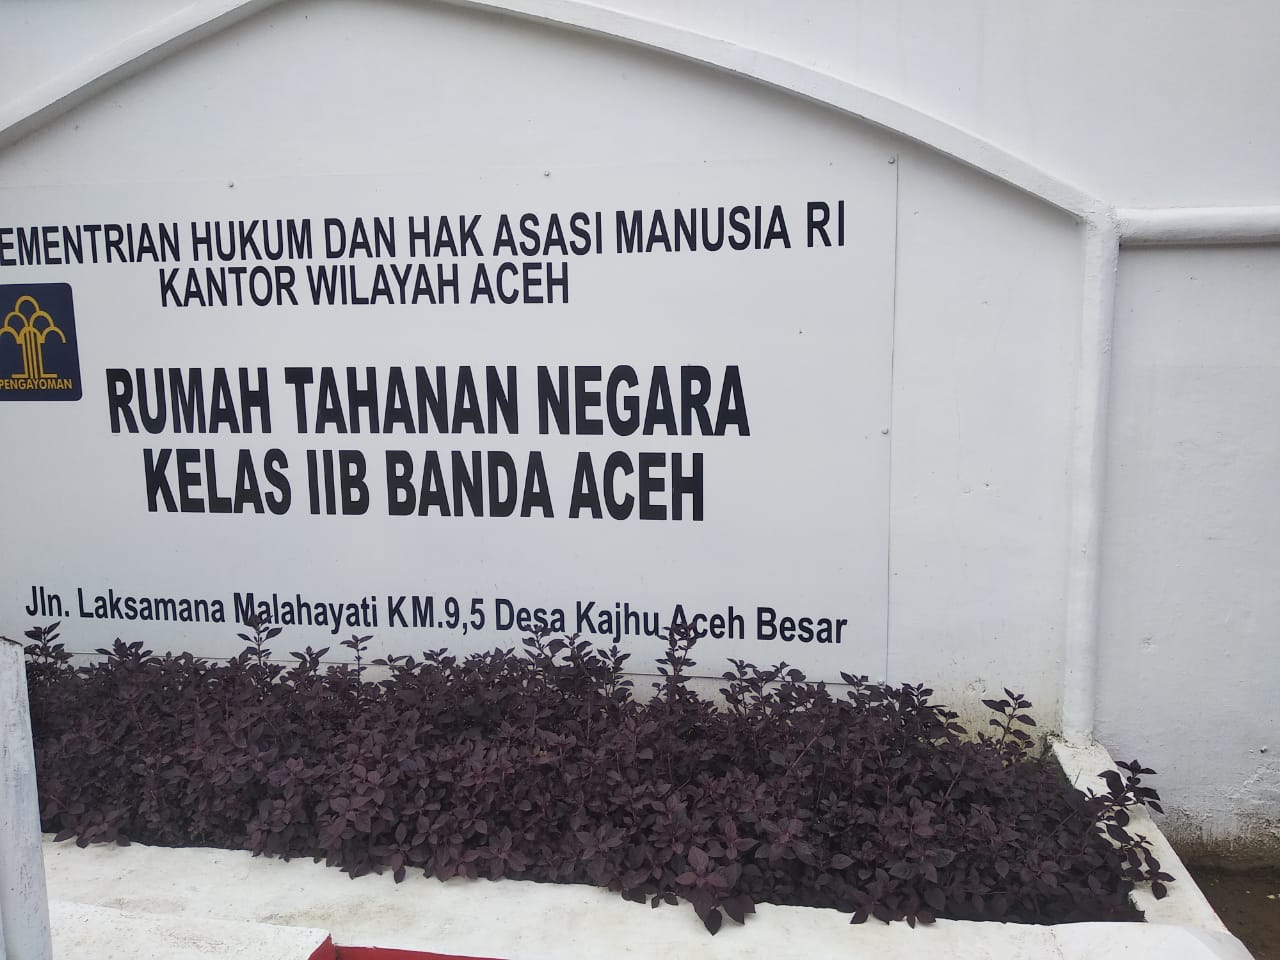 EMENTRIAN HUKUM DAN HAK ASASI MANUSIA RI
KANTOR WILAYAH ACEH
PENGAYOMAN
RUMAH TAHANAN NEGARA
KELAS IIB BANDA ACEH
Jln. Laksamana Malahayati KM.9,5 Desa Kajhu Aceh Besar